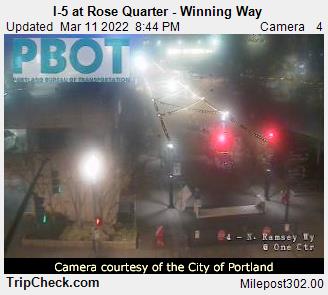 I-5 at Rose Quarter - Winning Way
Updated Mar 11 2022 8:44 PM Camera 4
PBOT
PORTLAND BUREAU OF TRANSPORTATION
4 - N. Ramsey Wy
@ One Ctr
Camera courtesy of the City of Portland
TripCheck.com Milepost302.00